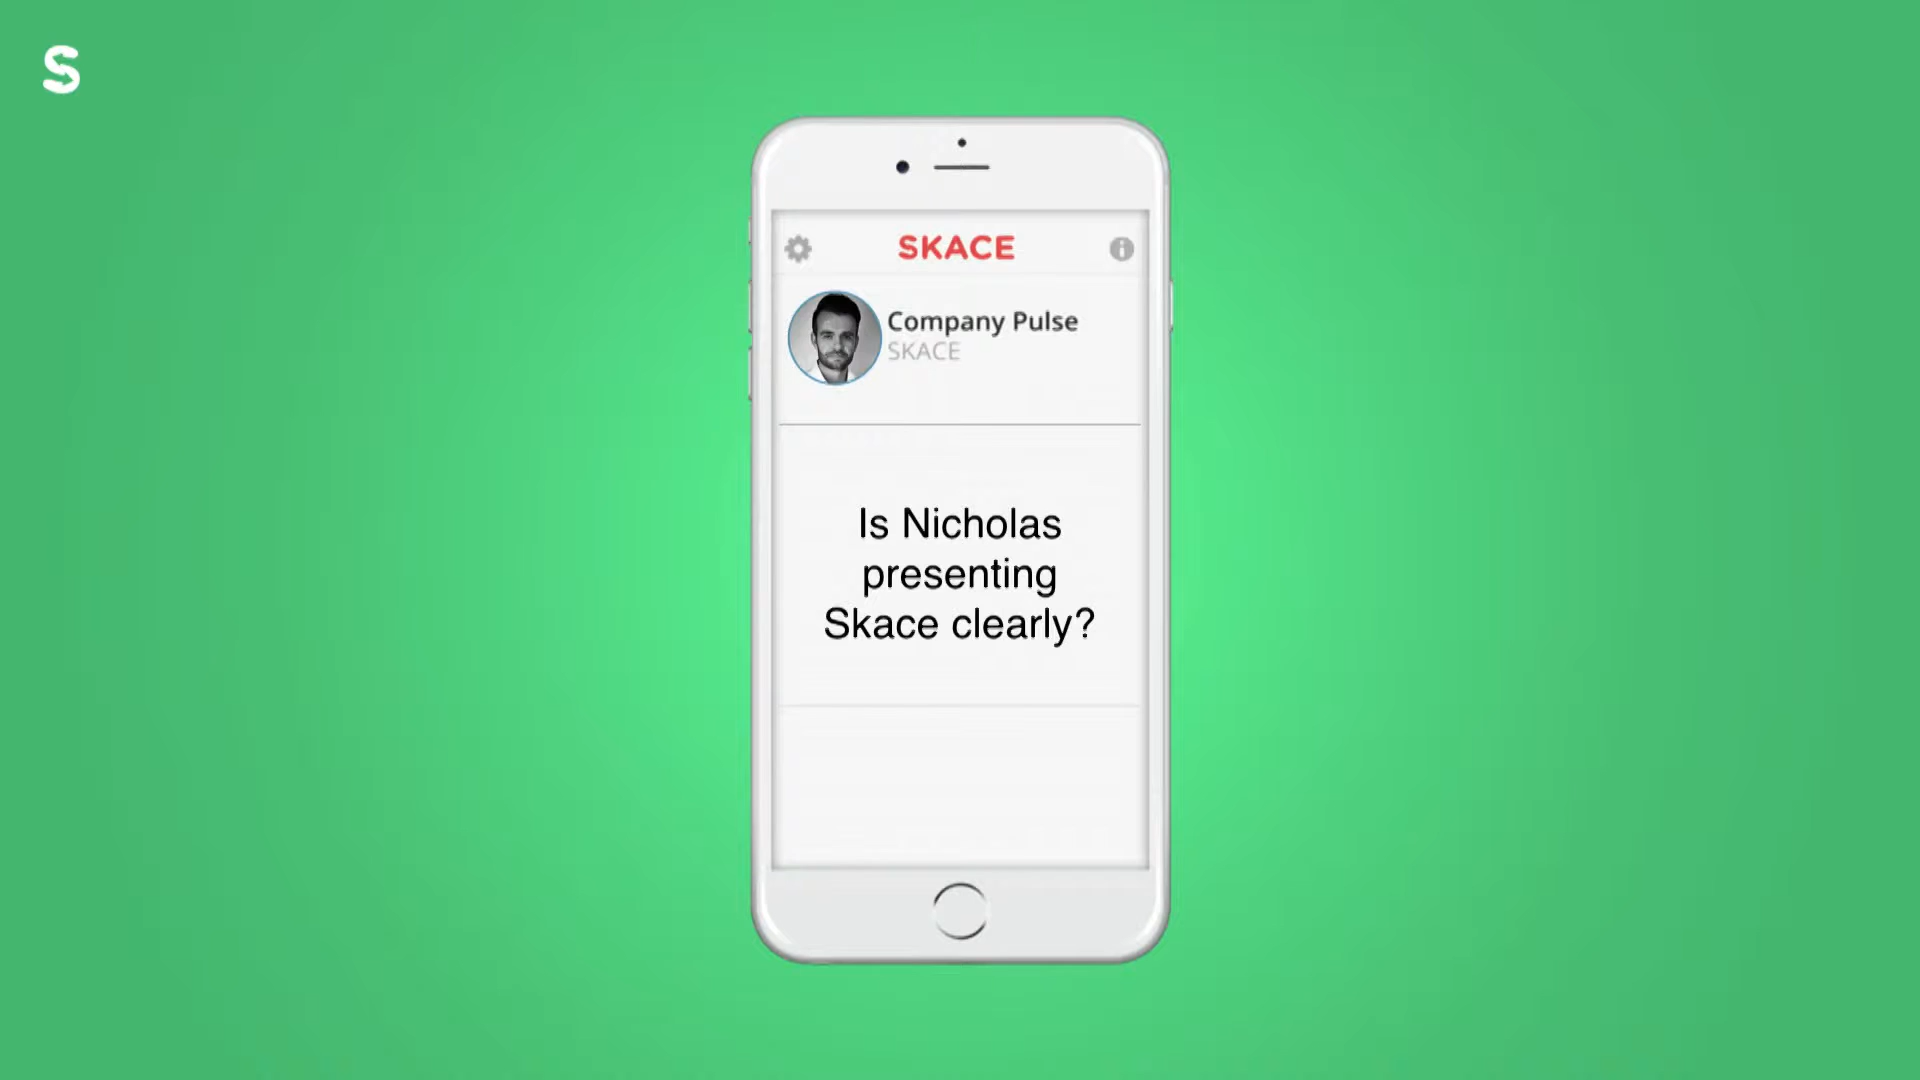 S
SKACE
Company Pulse
SKACE
Is Nicholas
presenting
Skace clearly?